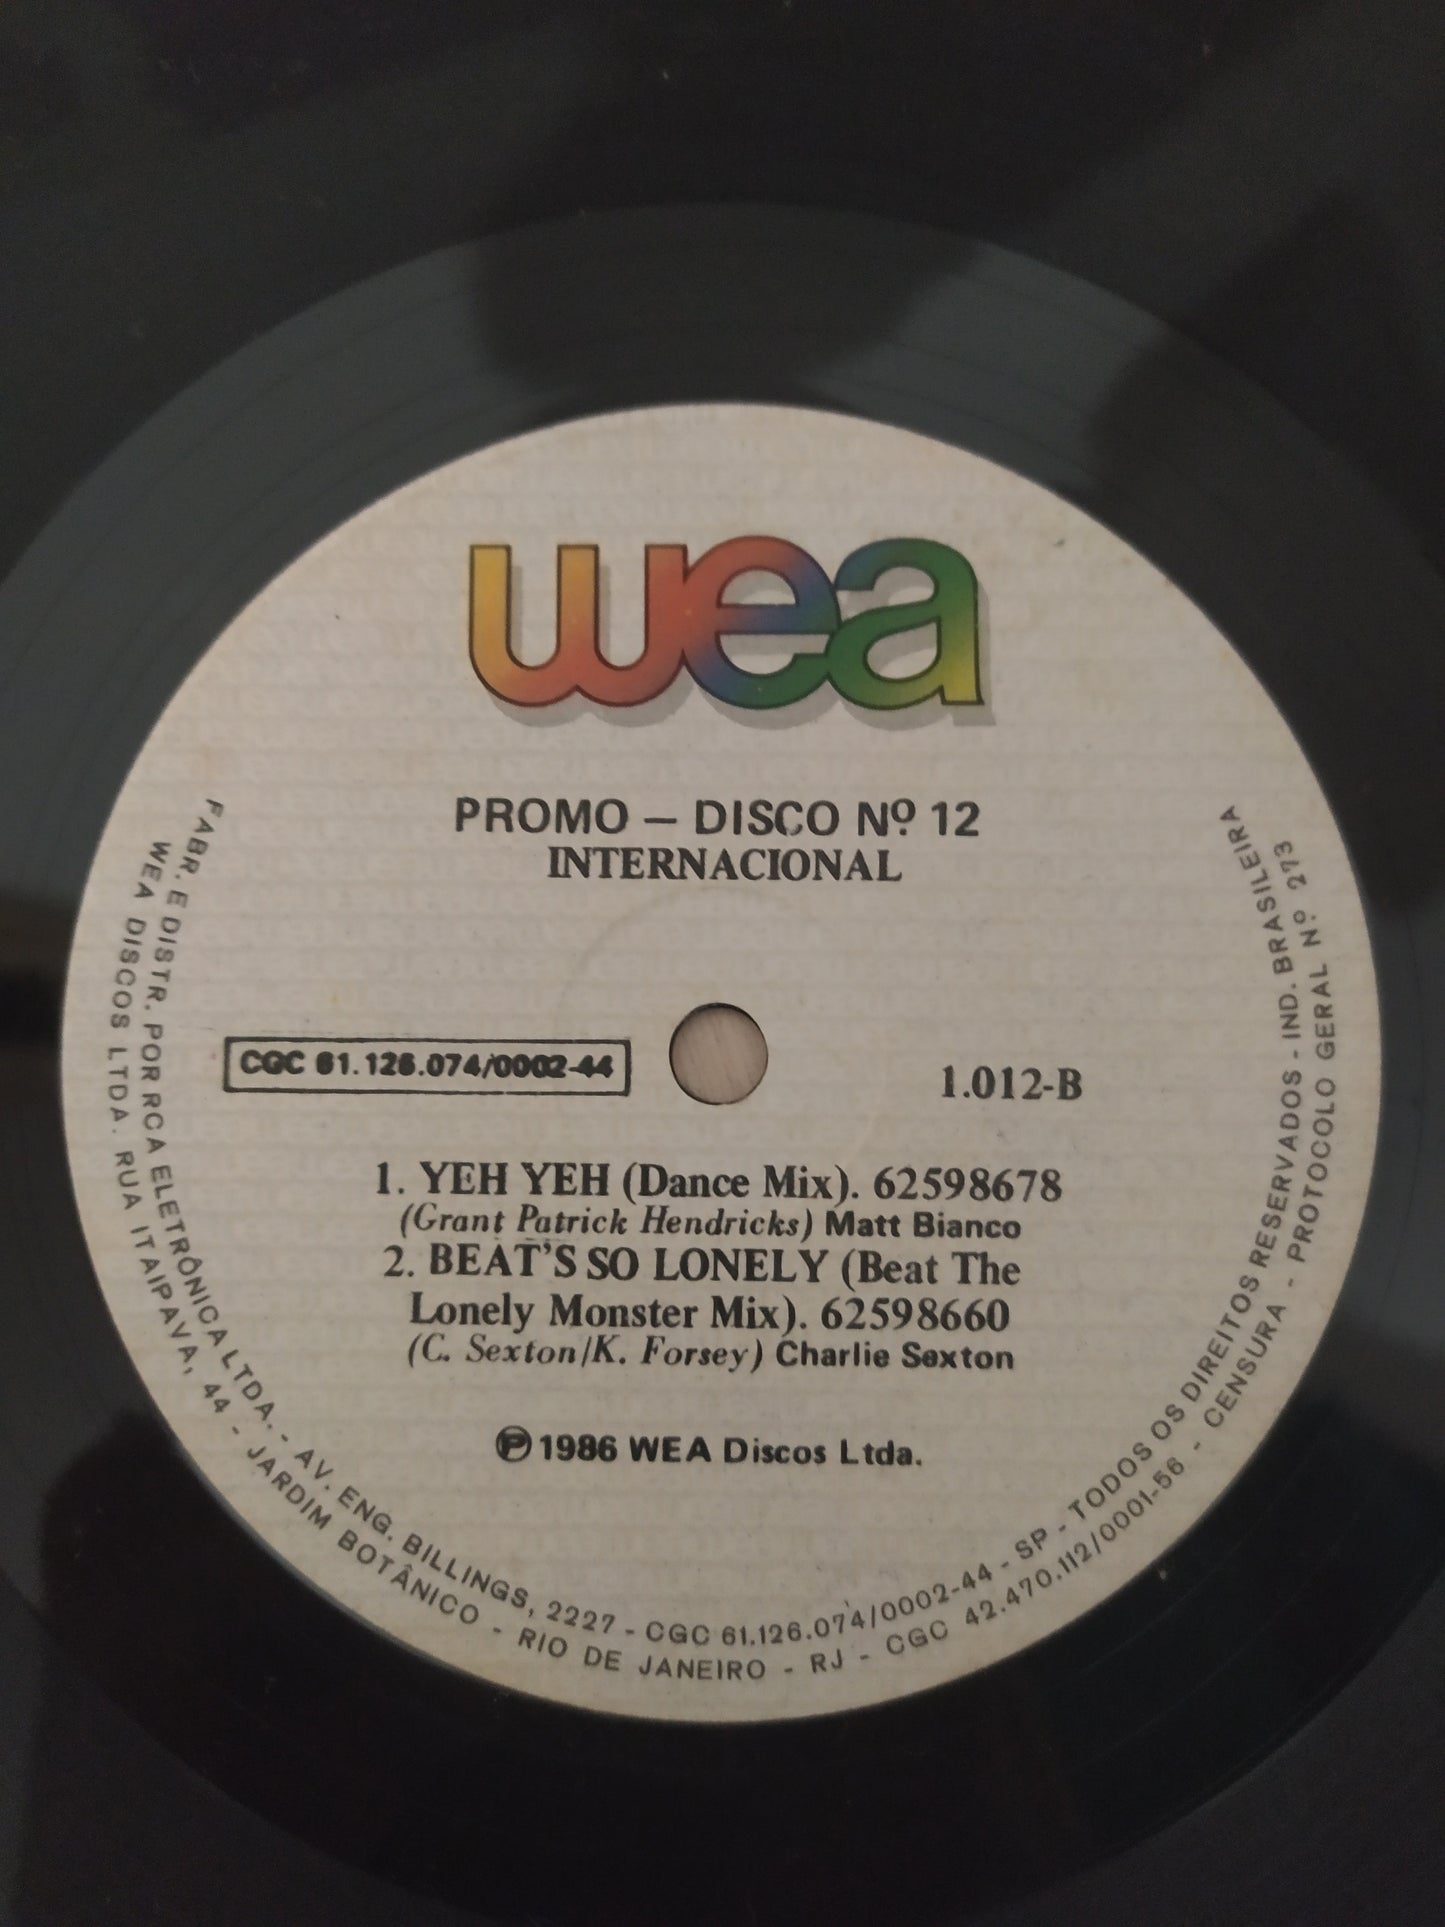 wea
PROMO — DISCO Nº 12
INTERNACIONAL
CGC 61.126.074/0002-44
1.012-B
1. YEH YEH (Dance Mix). 62598678
(Grant Patrick Hendricks) Matt Bianco
2. BEAT'S SO LONELY (Beat The
Lonely Monster Mix). 62598660
(C. Sexton/K. Forsey) Charlie Sexton
Ⓟ 1986 WEA Discos Ltda.
FABR. E DISTR. POR RCA ELETRÔNICA LTDA. - AV. ENG. BILLINGS, 2227 - CGC 61.126.074/0002-44 - SP - TODOS OS DIREITOS RESERVADOS - IND. BRASILEIRA
WEA DISCOS LTDA. RUA ITAIPAVA, 44 - JARDIM BOTÂNICO - RIO DE JANEIRO - RJ - CGC 42.470.112/0001-56 - CENSURA - PROTOCOLO GERAL Nº 273